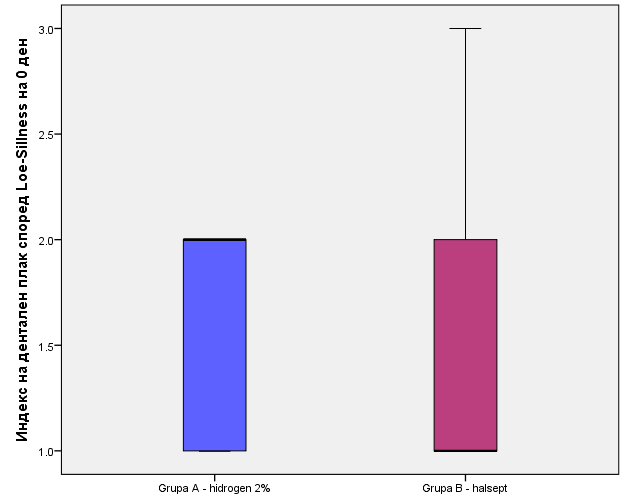 Индекс на дентален плак според Loe-Sillness на 0 ден
3.0
2.5
2.0
1.5
1.0
Grupa A - hidrogen 2%
Grupa B - halsept